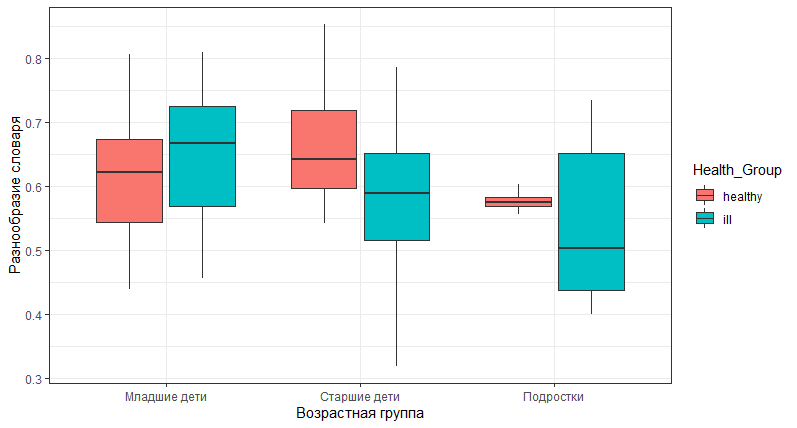 Разнообразие словаря
0.8
0.7
0.6
0.5
0.4
0.3
Младшие дети
Старшие дети
Подростки
Возрастная группа
Health_Group
healthy
ill